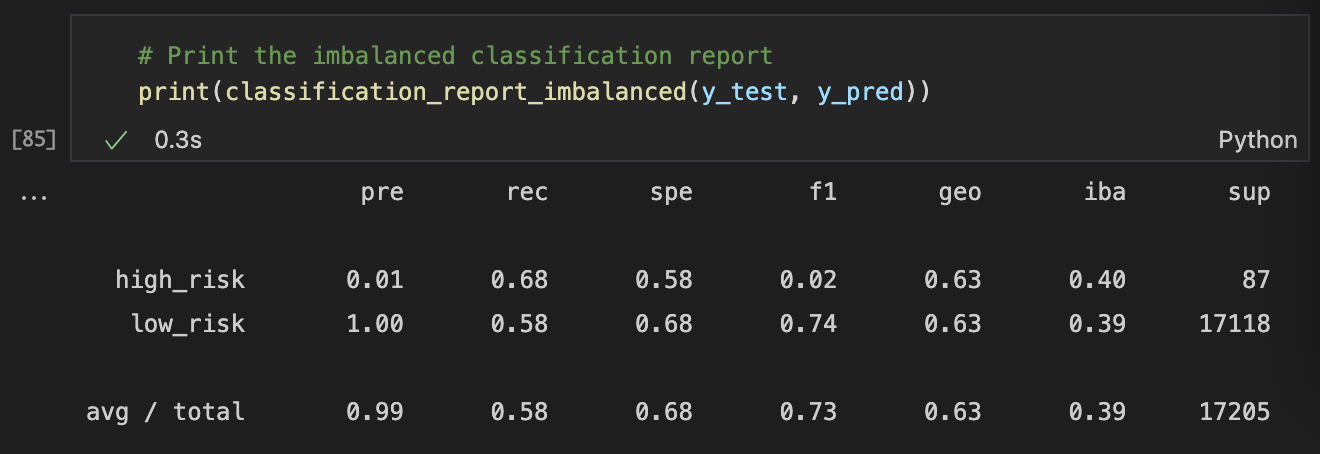 # Print the imbalanced classification report
print(classification_report_imbalanced(y_test, y_pred))
[85] 0.3s Python
... pre rec spe f1 geo iba sup
high_risk 0.01 0.68 0.58 0.02 0.63 0.40 87
low_risk 1.00 0.58 0.68 0.74 0.63 0.39 17118
avg / total 0.99 0.58 0.68 0.73 0.63 0.39 17205